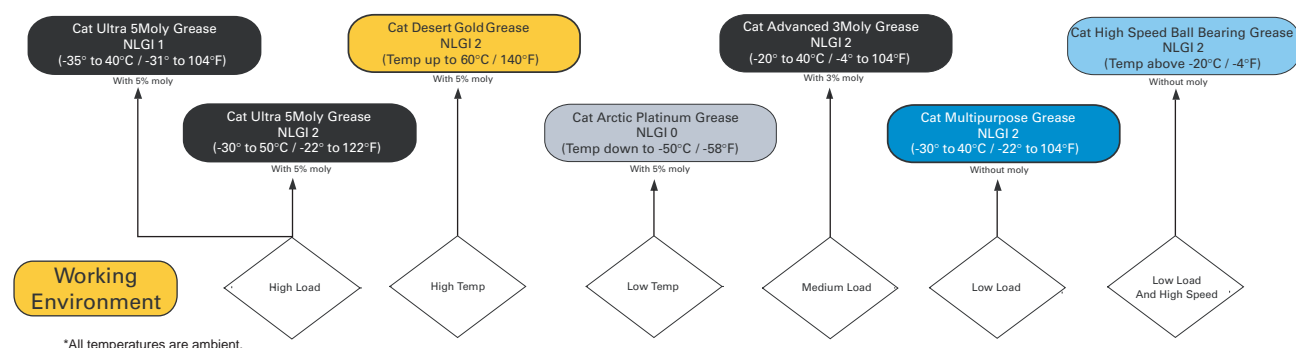 Cat Ultra 5Moly Grease
NLGI 1
(-35° to 40°C / -31° to 104°F)
With 5% moly
Cat Desert Gold Grease
NLGI 2
(Temp up to 60°C / 140°F)
With 5% moly
Cat Advanced 3Moly Grease
NLGI 2
(-20° to 40°C / -4° to 104°F)
With 3% moly
Cat High Speed Ball Bearing Grease
NLGI 2
(Temp above -20°C / -4°F)
Without moly
Cat Ultra 5Moly Grease
NLGI 2
(-30° to 50°C / -22° to 122°F)
With 5% moly
Cat Arctic Platinum Grease
NLGI 0
(Temp down to -50°C / -58°F)
With 5% moly
Cat Multipurpose Grease
NLGI 2
(-30° to 40°C / -22° to 104°F)
Without moly
Working
Environment
High Load
High Temp
Low Temp
Medium Load
Low Load
Low Load
And High Speed
*All temperatures are ambient.